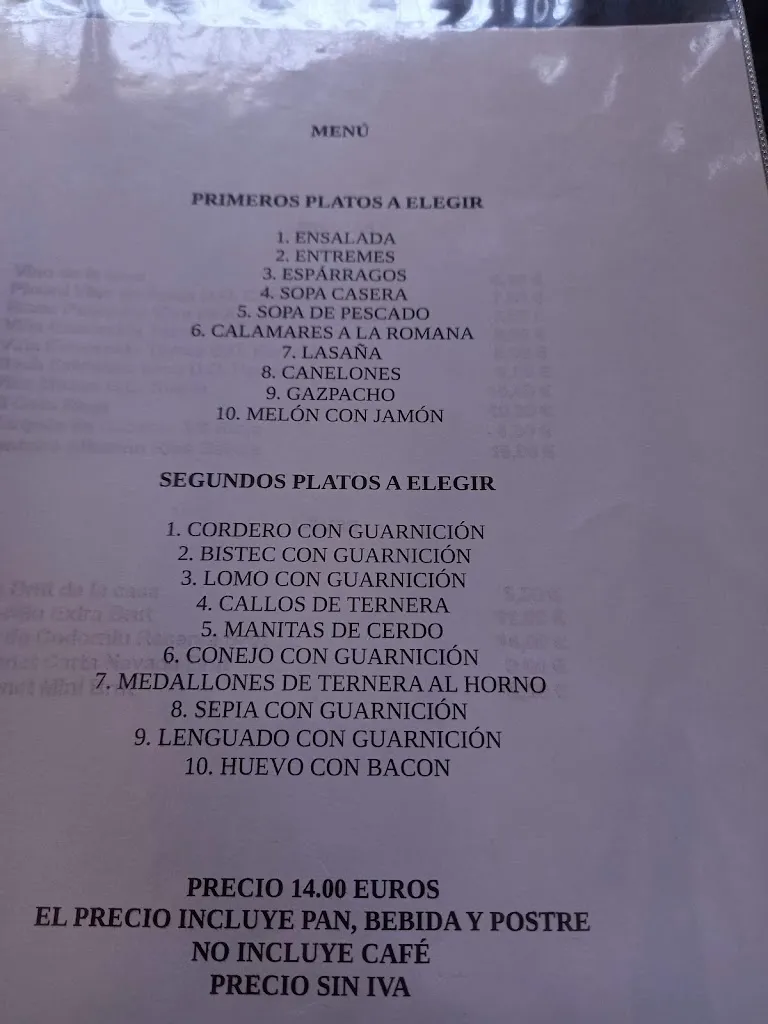 MENÚ
PRIMEROS PLATOS A ELEGIR
1. ENSALADA
2. ENTREMES
3. ESPÁRRAGOS
4. SOPA CASERA
5. SOPA DE PESCADO
6. CALAMARES A LA ROMANA
7. LASAÑA
8. CANELONES
9. GAZPACHO
10. MELÓN CON JAMÓN
SEGUNDOS PLATOS A ELEGIR
1. CORDERO CON GUARNICIÓN
2. BISTEC CON GUARNICIÓN
3. LOMO CON GUARNICIÓN
4. CALLOS DE TERNERA
5. MANITAS DE CERDO
6. CONEJO CON GUARNICIÓN
7. MEDALLONES DE TERNERA AL HORNO
8. SEPIA CON GUARNICIÓN
9. LENGUADO CON GUARNICIÓN
10. HUEVO CON BACON
PRECIO 14.00 EUROS
EL PRECIO INCLUYE PAN, BEBIDA Y POSTRE
NO INCLUYE CAFÉ
PRECIO SIN IVA